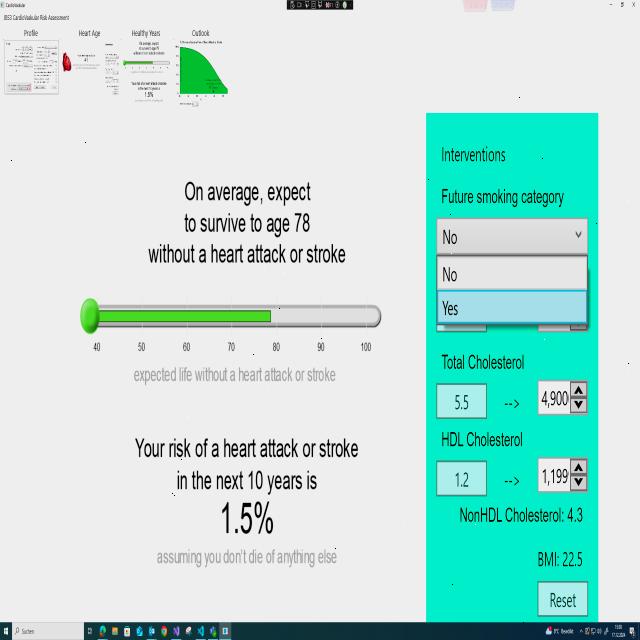 CardioVaskulär
JBS3 CardioVaskular Risk Assessment
Profile
Heart Age
Healthy Years
Outlook
On average, expect
to survive to age 78
without a heart attack or stroke
40 50 60 70 80 90 100
expected life without a heart attack or stroke
Your risk of a heart attack or stroke
in the next 10 years is
1.5%
assuming you don't die of anything else
Interventions
Future smoking category
No
No
Yes
Total Cholesterol
5.5 --> 4,900
HDL Cholesterol
1.2 --> 1,199
NonHDL Cholesterol: 4.3
BMI: 22.5
Reset
Suchen